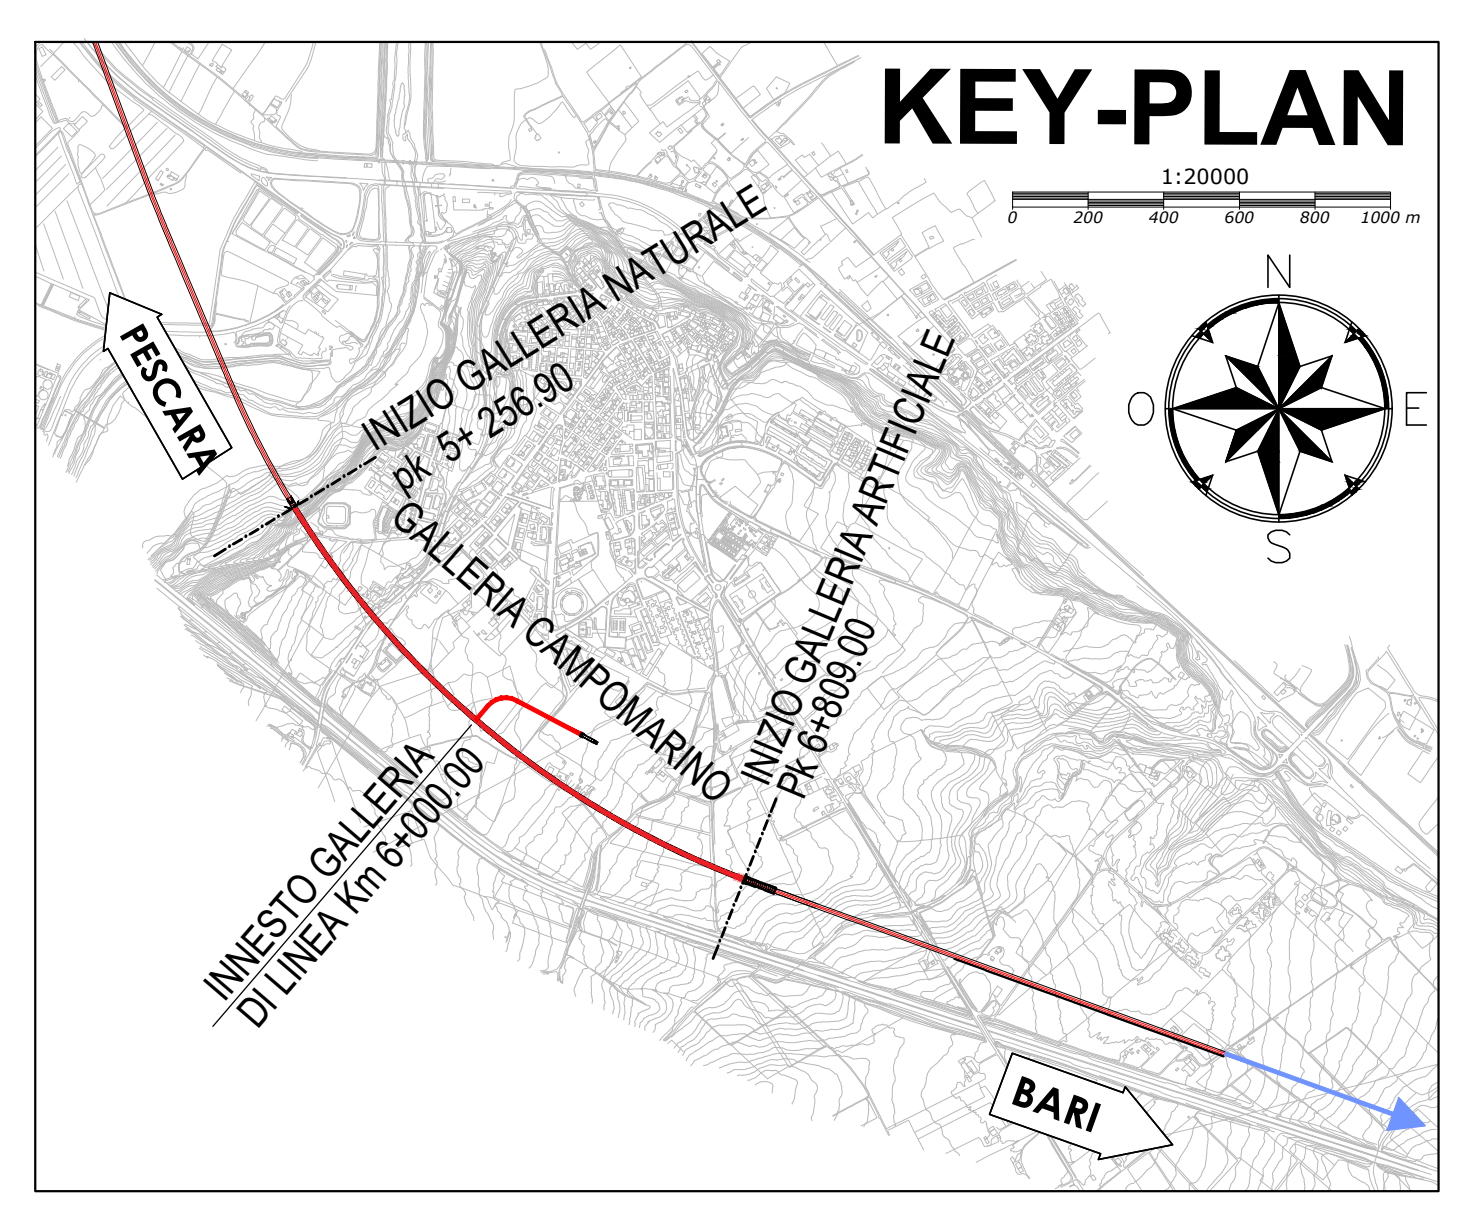 KEY-PLAN
1:20000
0 200 400 600 800 1000 m
N
O
E
S
PESCARA
INIZIO GALLERIA NATURALE
pk 5+ 256.90
GALLERIA CAMPOMARINO
INIZIO GALLERIA ARTIFICIALE
Pk 6+809.00
INNESTO GALLERIA
DI LINEA Km 6+000.00
BARI